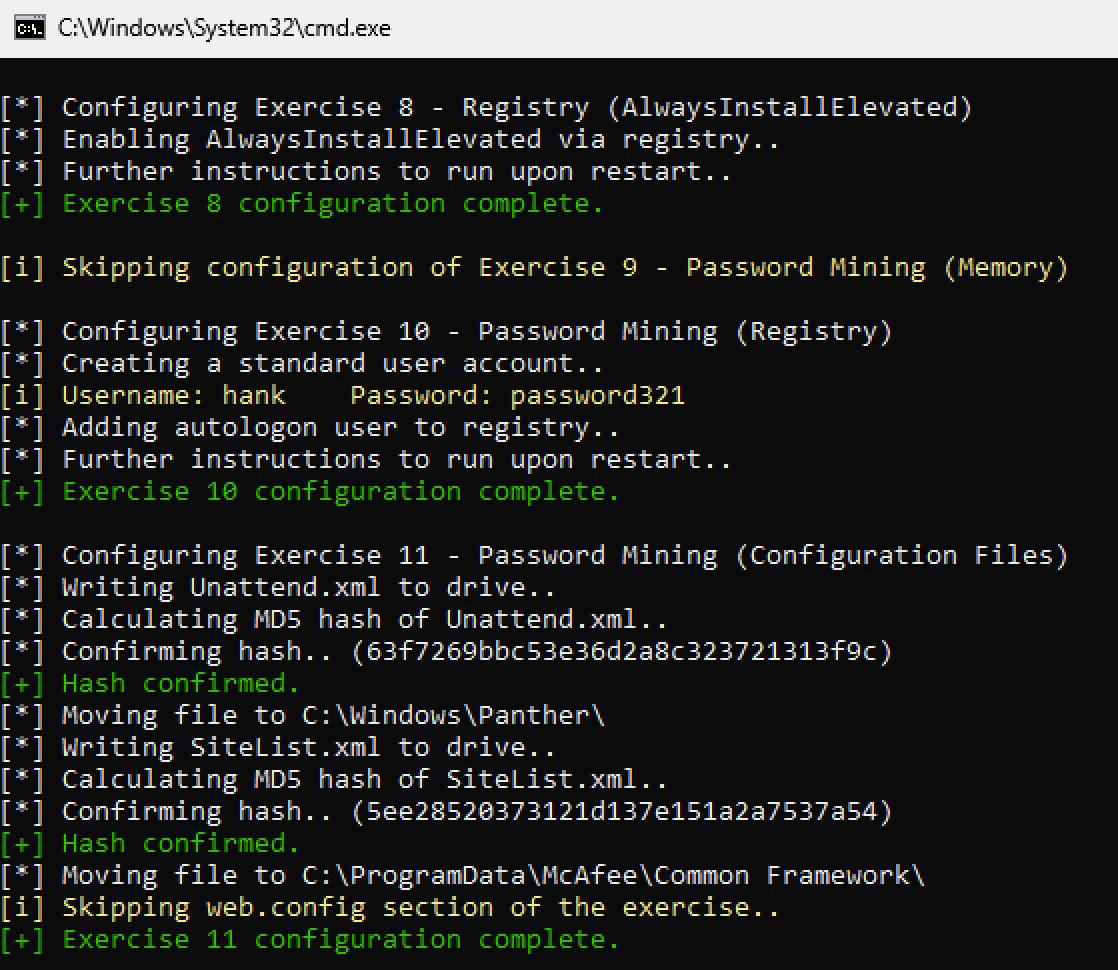 C:\Windows\System32\cmd.exe
[*] Configuring Exercise 8 - Registry (AlwaysInstallElevated)
[*] Enabling AlwaysInstallElevated via registry..
[*] Further instructions to run upon restart..
[+] Exercise 8 configuration complete.
[i] Skipping configuration of Exercise 9 - Password Mining (Memory)
[*] Configuring Exercise 10 - Password Mining (Registry)
[*] Creating a standard user account..
[i] Username: hank    Password: password321
[*] Adding autologon user to registry..
[*] Further instructions to run upon restart..
[+] Exercise 10 configuration complete.
[*] Configuring Exercise 11 - Password Mining (Configuration Files)
[*] Writing Unattend.xml to drive..
[*] Calculating MD5 hash of Unattend.xml..
[*] Confirming hash.. (63f7269bbc53e36d2a8c323721313f9c)
[+] Hash confirmed.
[*] Moving file to C:\Windows\Panther\
[*] Writing SiteList.xml to drive..
[*] Calculating MD5 hash of SiteList.xml..
[*] Confirming hash.. (5ee28520373121d137e151a2a7537a54)
[+] Hash confirmed.
[*] Moving file to C:\ProgramData\McAfee\Common Framework\
[i] Skipping web.config section of the exercise..
[+] Exercise 11 configuration complete.